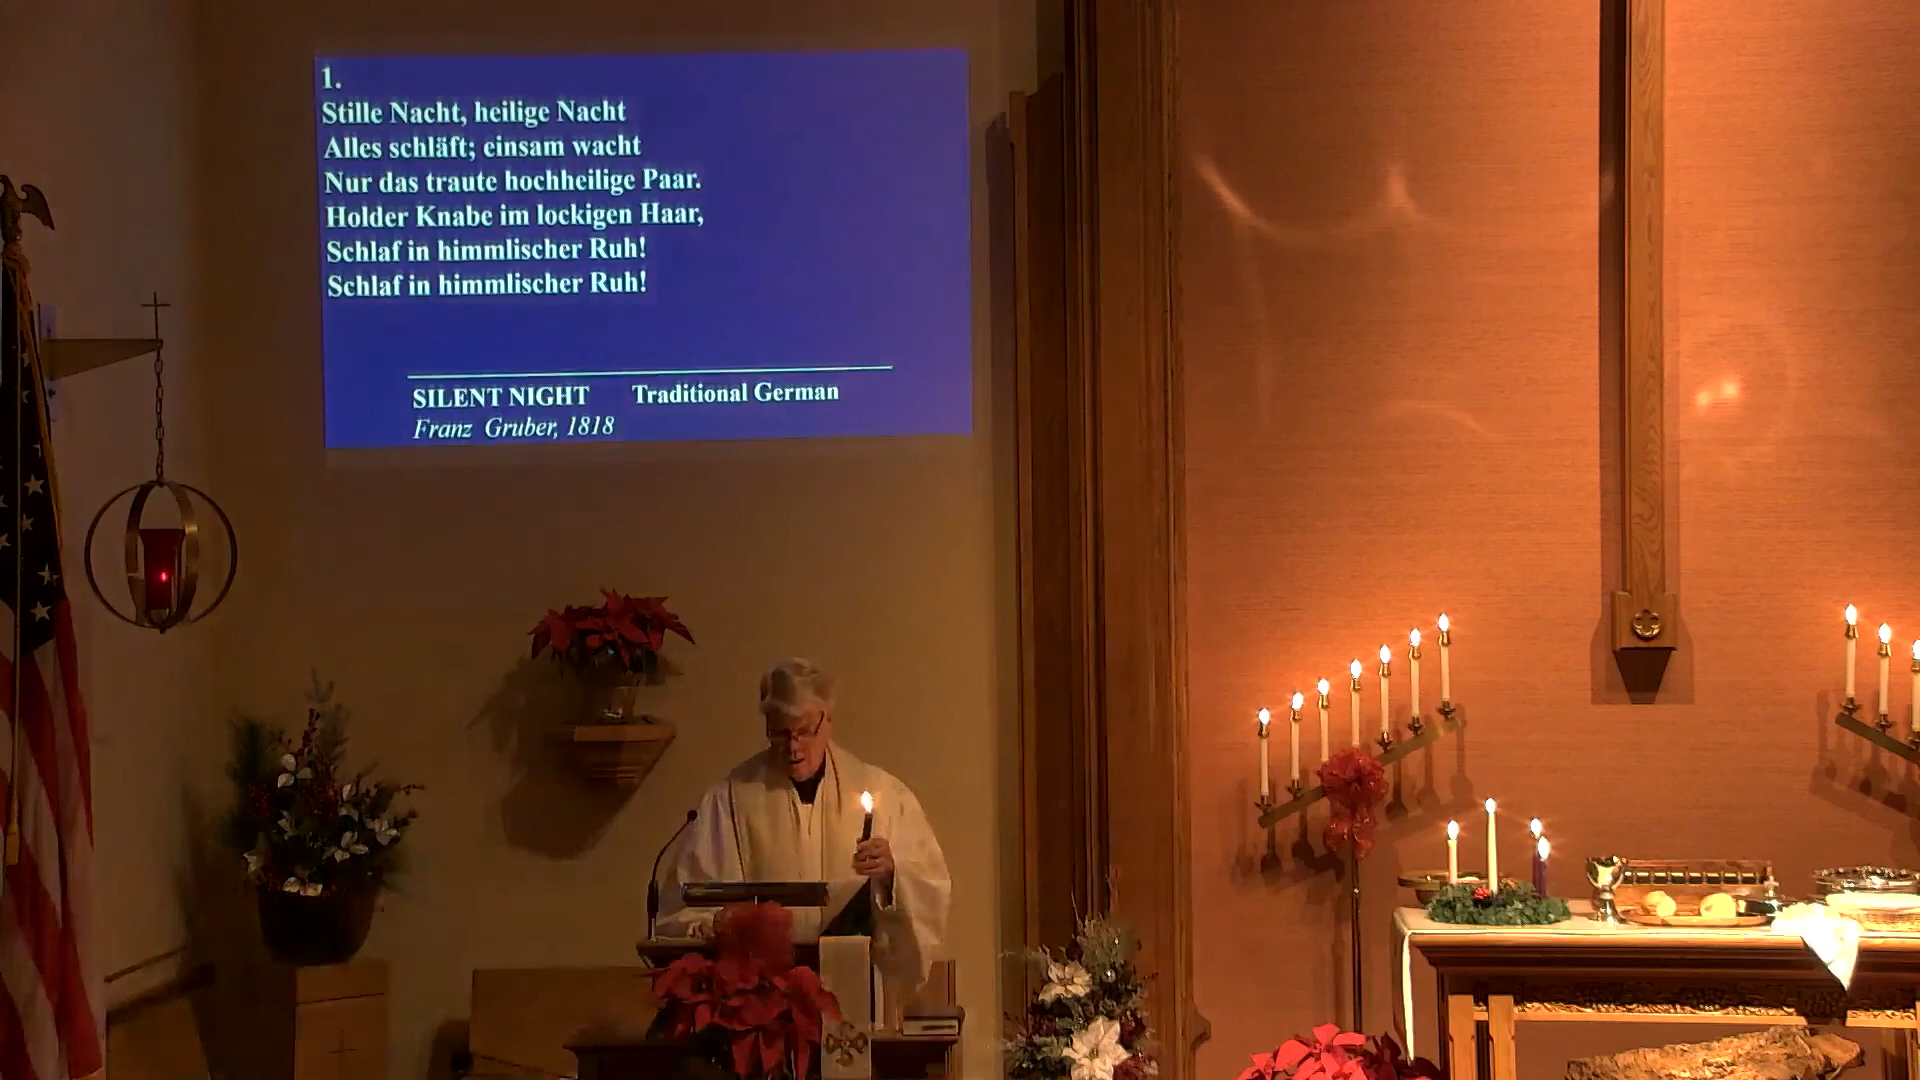 1.
Stille Nacht, heilige Nacht
Alles schläft; einsam wacht
Nur das traute hochheilige Paar.
Holder Knabe im lockigen Haar,
Schlaf in himmlischer Ruh!
Schlaf in himmlischer Ruh!
SILENT NIGHT Traditional German
Franz Gruber, 1818